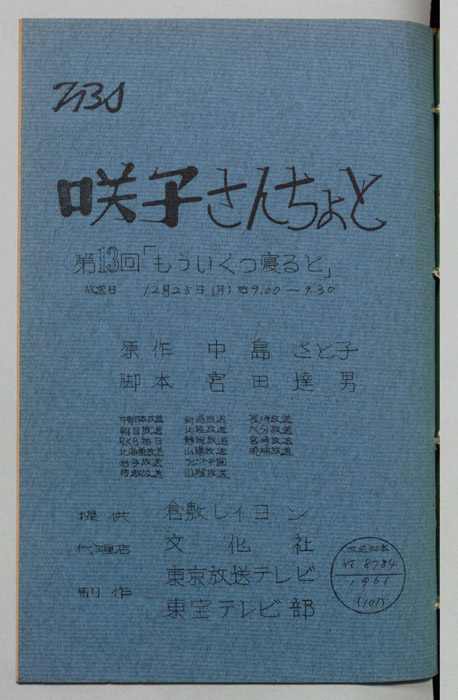 TBS
咲子さんちょっと
第13回「もういくつ寝ると」
放送日 12月25日(月)后9.00-9.30
原作 中島さと子
脚本 宮田達男
中部日本放送 新潟放送 長崎放送
朝日放送 北陸放送 大分放送
RKB毎日 静岡放送 宮崎放送
北海道放送 山陽放送 琉球放送
岩手放送 ラジオ中国
山陰放送
提供 倉敷レイヨン
代理店 文化社
制作 東京放送テレビ
東宝テレビ部
放送脚本
No. 8784
1961
(101)